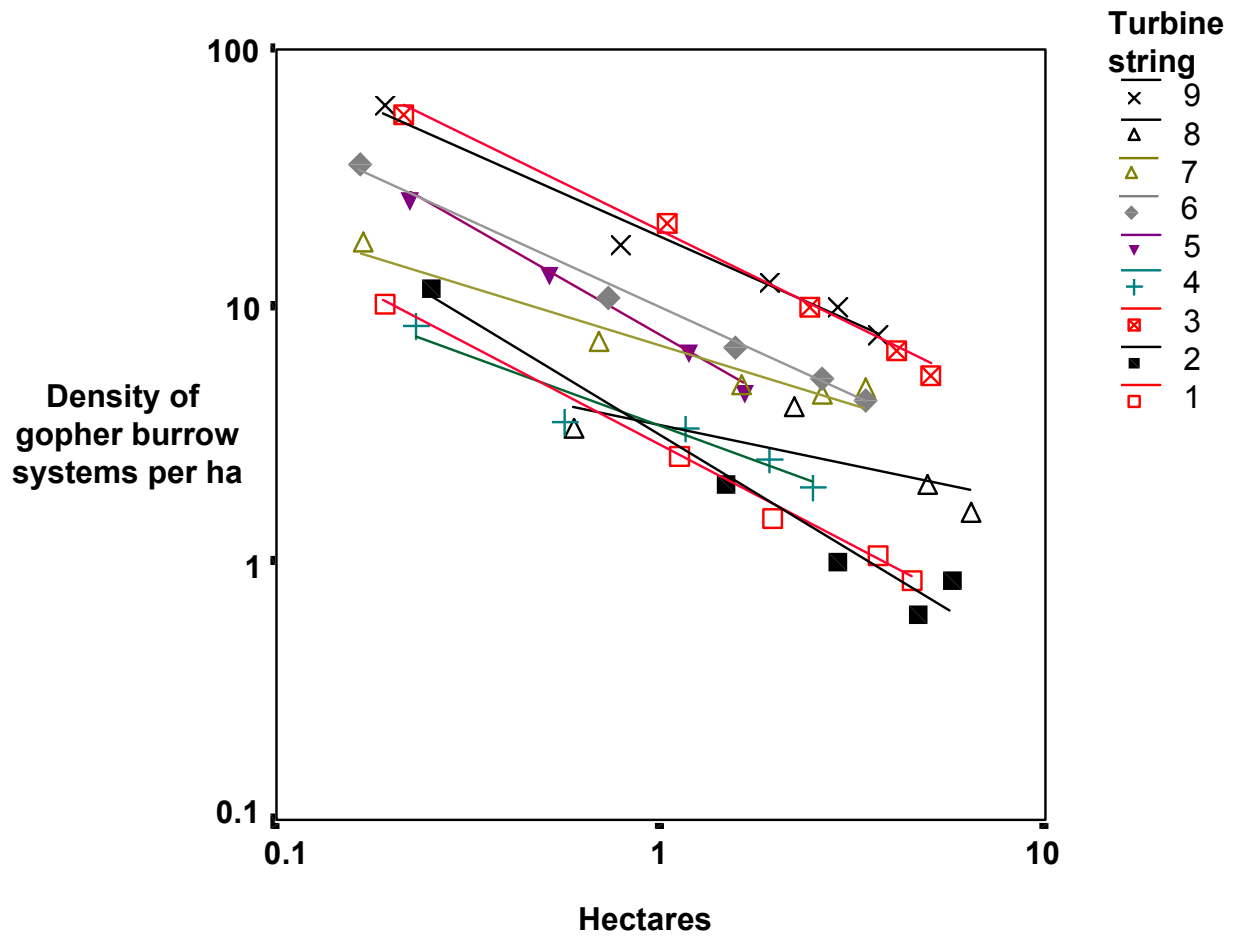 Turbine
string
9
8
7
6
5
4
3
2
1
100
10
1
0.1
Density of
gopher burrow
systems per ha
0.1
1
10
Hectares